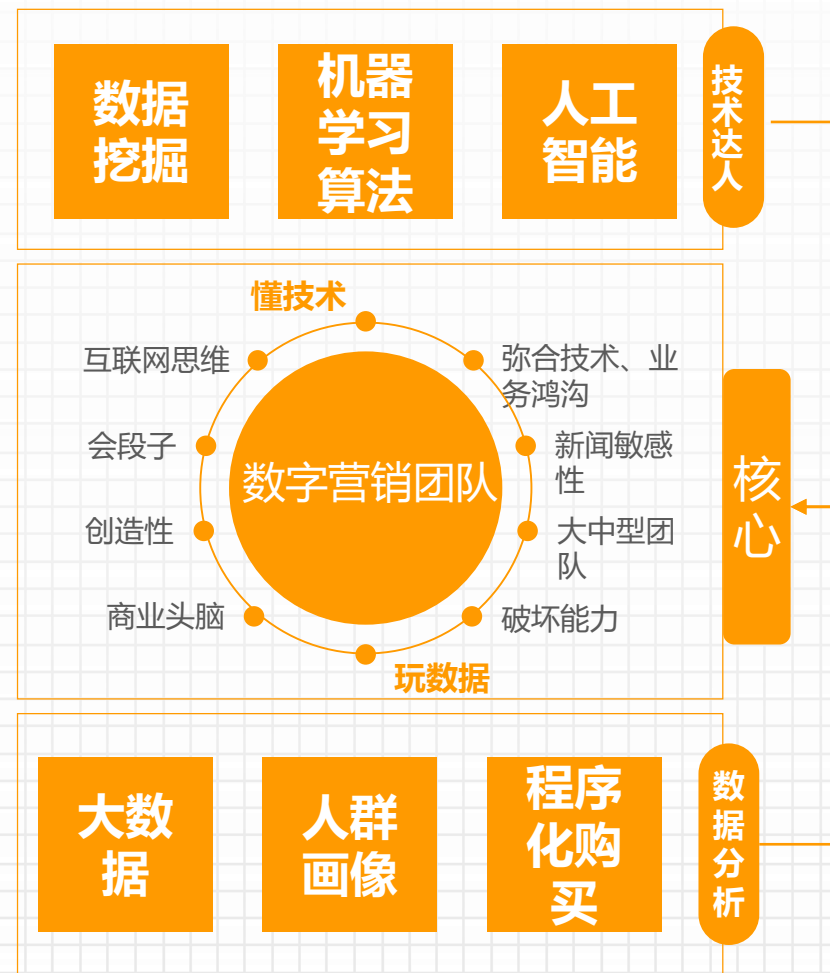 数据
挖掘
机器
学习
算法
人工
智能
技术达人
懂技术
互联网思维
会段子
创造性
商业头脑
数字营销团队
弥合技术、业
务鸿沟
新闻敏感
性
大中型团
队
破坏能力
玩数据
核心
大数
据
人群
画像
程序
化购
买
数据分析